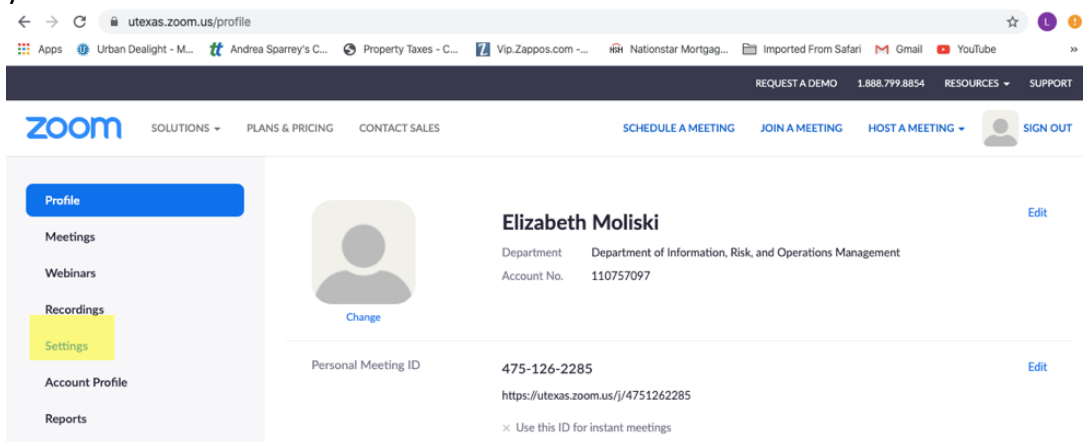 utexas.zoom.us/profile
L
Apps Urban Dealight - M... tt Andrea Sparrey's C... Property Taxes - C... Z Vip.Zappos.com -... Nationstar Mortgag... Imported From Safari Gmail YouTube »
REQUEST A DEMO 1.888.799.8854 RESOURCES SUPPORT
zoom SOLUTIONS PLANS & PRICING CONTACT SALES SCHEDULE A MEETING JOIN A MEETING HOST A MEETING SIGN OUT
Profile
Meetings
Webinars
Recordings
Settings
Account Profile
Reports
Change
Elizabeth Moliski Edit
Department Department of Information, Risk, and Operations Management
Account No. 110757097
Personal Meeting ID 475-126-2285 Edit
https://utexas.zoom.us/j/4751262285
× Use this ID for instant meetings